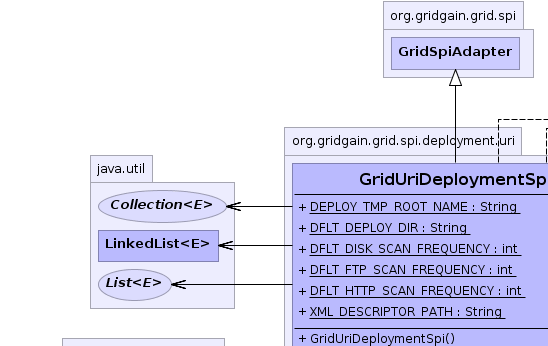 org.gridgain.grid.spi
GridSpiAdapter
org.gridgain.grid.spi.deployment.uri
java.util
GridUriDeploymentSp
Collection<E>
+ DEPLOY_TMP_ROOT_NAME : String
+ DFLT_DEPLOY_DIR : String
LinkedList<E>
+ DFLT_DISK_SCAN_FREQUENCY : int
+ DFLT_FTP_SCAN_FREQUENCY : int
List<E>
+ DFLT_HTTP_SCAN_FREQUENCY : int
+ XML_DESCRIPTOR_PATH : String
+ GridUriDeploymentSpi()